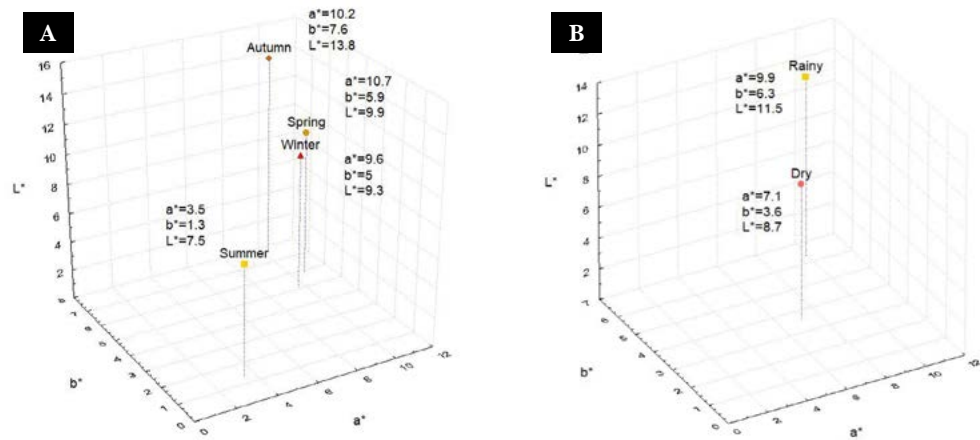 A
a*=10.2
b*=7.6
L*=13.8
Autumn
a*=10.7
b*=5.9
L*=9.9
Spring
Winter
a*=9.6
b*=5
L*=9.3
a*=3.5
b*=1.3
L*=7.5
Summer
16
14
12
10
8
6
4
2
L*
8
7
6
5
4
3
2
1
0
b*
0
2
4
6
8
10
12
a*
B
Rainy
a*=9.9
b*=6.3
L*=11.5
Dry
a*=7.1
b*=3.6
L*=8.7
14
12
10
8
6
4
2
L*
7
6
5
4
3
2
1
0
b*
0
2
4
6
8
10
12
a*